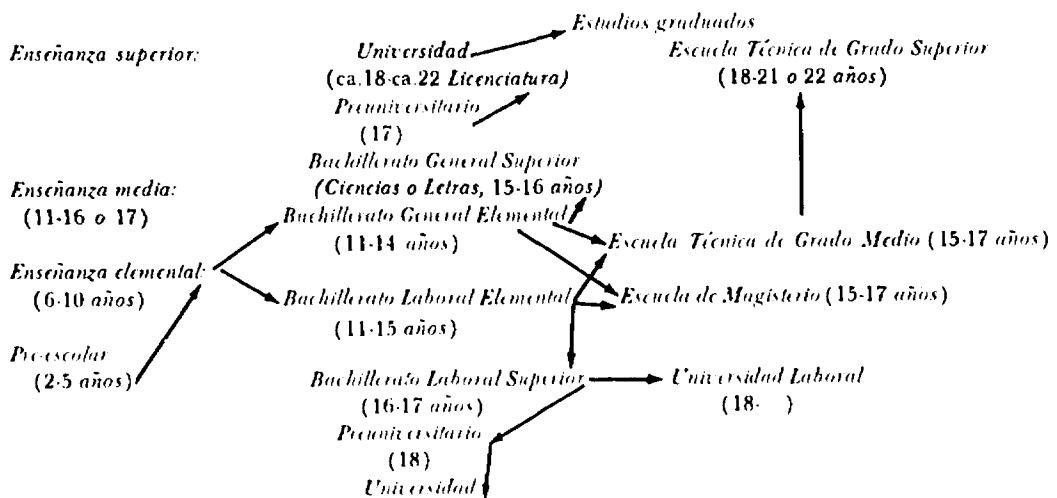 Estudios graduados
Enseñanza superior:
Universidad
Escuela Técnica de Grado Superior
(ca.18-ca.22 Licenciatura)
(18-21 o 22 años)
Preuniversitario
(17)
Bachillerato General Superior
Enseñanza media:
(Ciencias o Letras, 15-16 años)
(11-16 o 17)
Bachillerato General Elemental
(11-14 años)
Escuela Técnica de Grado Medio (15-17 años)
Enseñanza elemental:
(6-10 años)
Bachillerato Laboral Elemental
Escuela de Magisterio (15-17 años)
(11-15 años)
Pre-escolar
(2-5 años)
Bachillerato Laboral Superior
Universidad Laboral
(16-17 años)
(18- )
Preuniversitario
(18)
Universidad